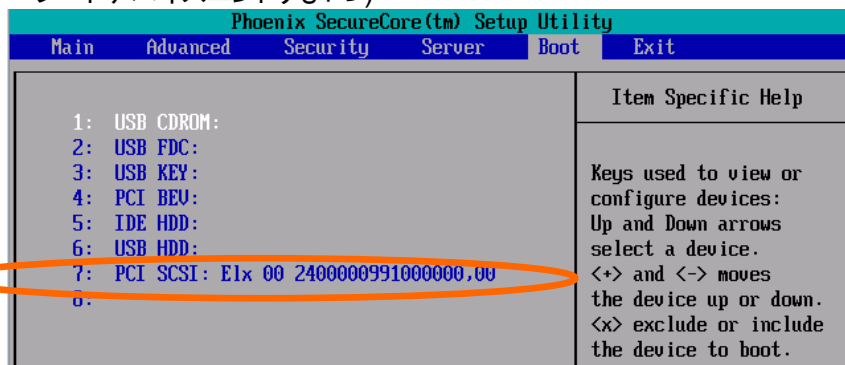 Phoenix SecureCore(tm) Setup Utility
Main Advanced Security Server Boot Exit
1: USB CDROM:
2: USB FDC:
3: USB KEY:
4: PCI BEV:
5: IDE HDD:
6: USB HDD:
7: PCI SCSI: Elx 00 2400000991000000,00
8:
Item Specific Help
Keys used to view or
configure devices:
Up and Down arrows
select a device.
<+> and <-> moves
the device up or down.
<x> exclude or include
the device to boot.